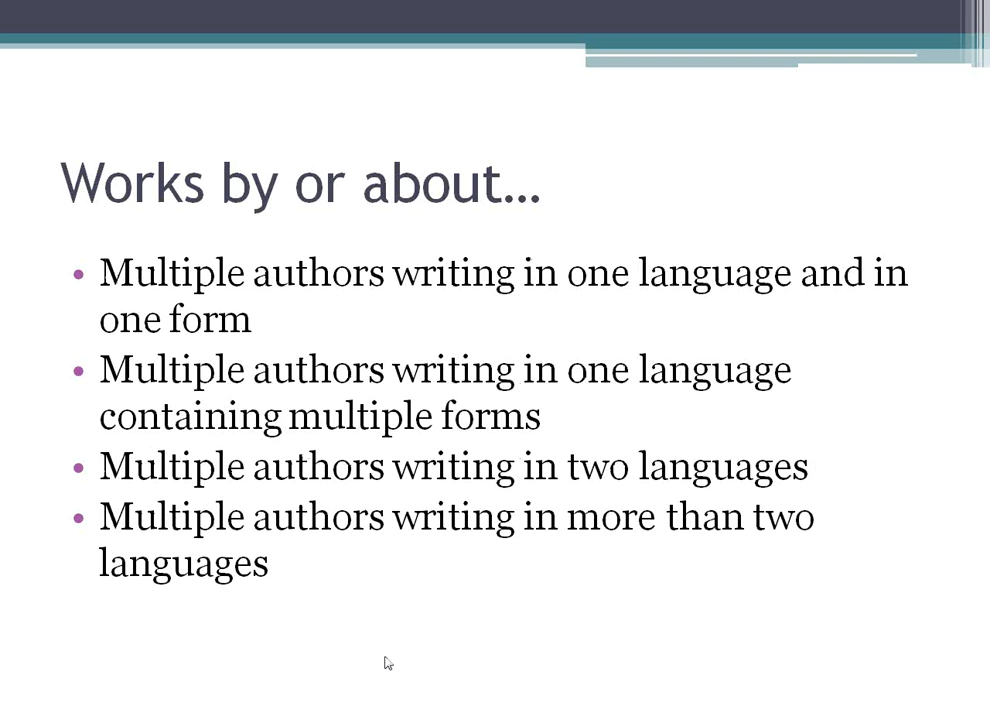 Works by or about…
• Multiple authors writing in one language and in
one form
• Multiple authors writing in one language
containing multiple forms
• Multiple authors writing in two languages
• Multiple authors writing in more than two
languages